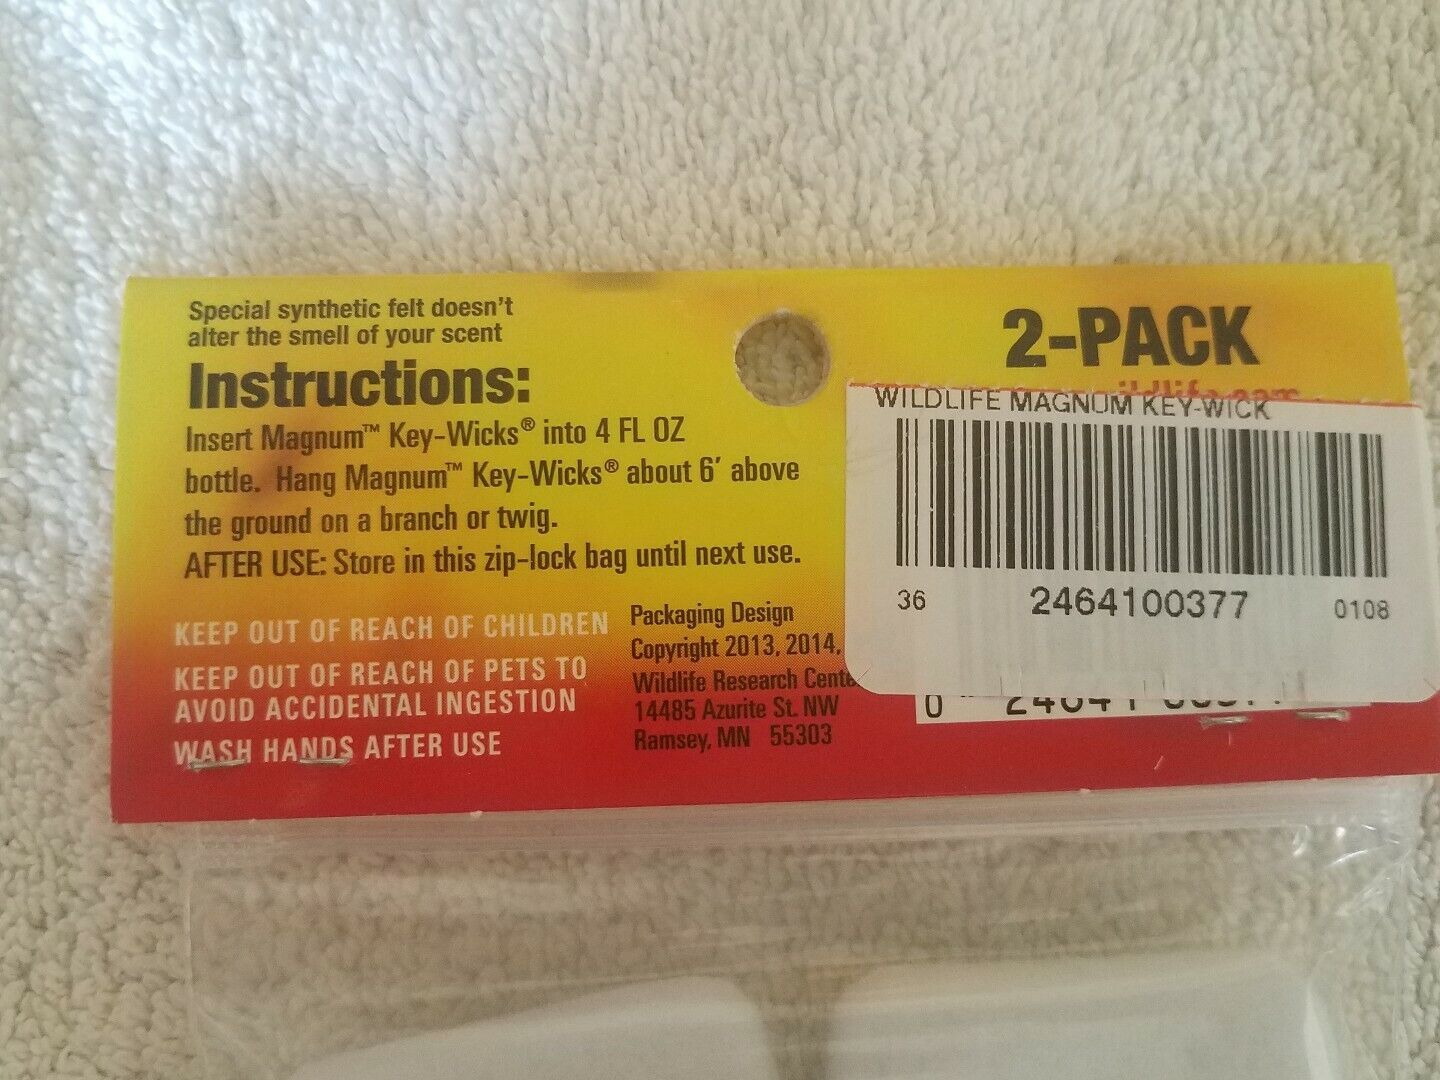 Special synthetic felt doesn't
alter the smell of your scent
Instructions:
Insert Magnum™ Key-Wicks® into 4 FL OZ
bottle. Hang Magnum™ Key-Wicks® about 6' above
the ground on a branch or twig.
AFTER USE: Store in this zip-lock bag until next use.
KEEP OUT OF REACH OF CHILDREN
KEEP OUT OF REACH OF PETS TO
AVOID ACCIDENTAL INGESTION
WASH HANDS AFTER USE
Packaging Design
Copyright 2013, 2014,
Wildlife Research
14485 Azurite St. NW
Ramsey, MN 55303
2-PACK
WILDLIFE MAGNUM KEY-WICK
36 2464100377 0108
0